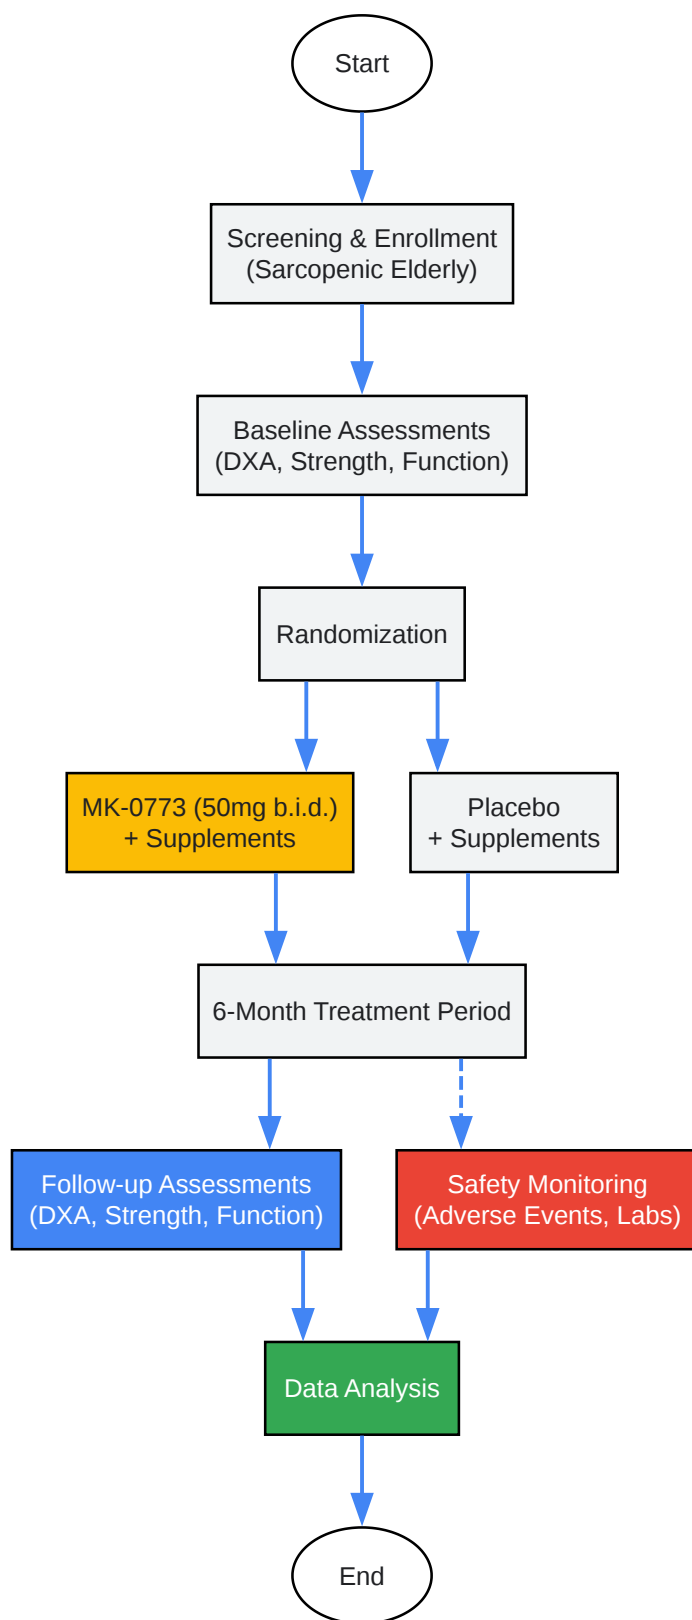 Start
Screening & Enrollment
(Sarcopenic Elderly)
Baseline Assessments
(DXA, Strength, Function)
Randomization
MK-0773 (50mg b.i.d.)
+ Supplements
Placebo
+ Supplements
6-Month Treatment Period
Follow-up Assessments
(DXA, Strength, Function)
Safety Monitoring
(Adverse Events, Labs)
Data Analysis
End